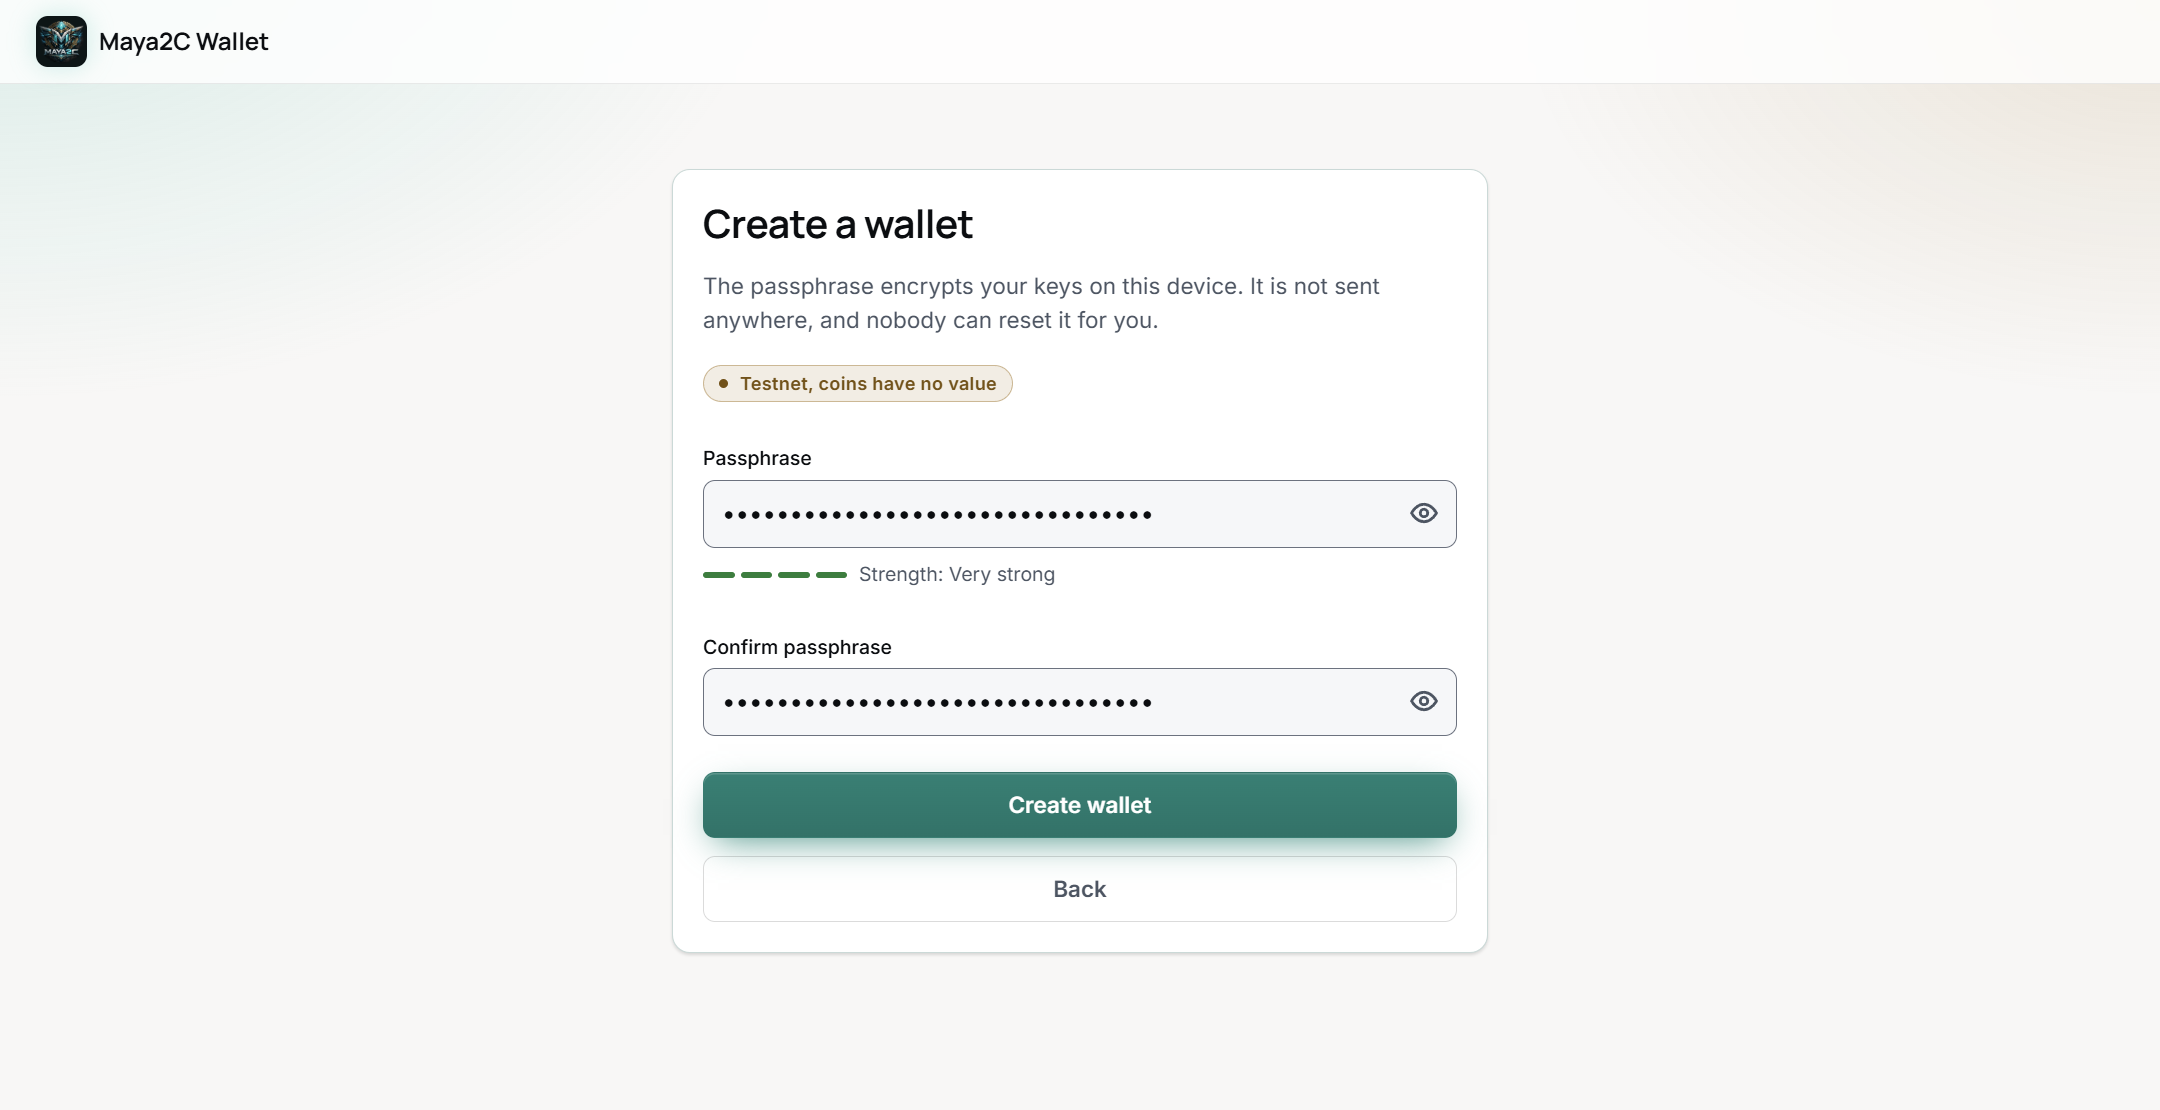 MAYA2C
Maya2C Wallet
Create a wallet
The passphrase encrypts your keys on this device. It is not sent
anywhere, and nobody can reset it for you.
Testnet, coins have no value
Passphrase
••••••••••••••••••••••••••••••••
Strength: Very strong
Confirm passphrase
••••••••••••••••••••••••••••••••
Create wallet
Back